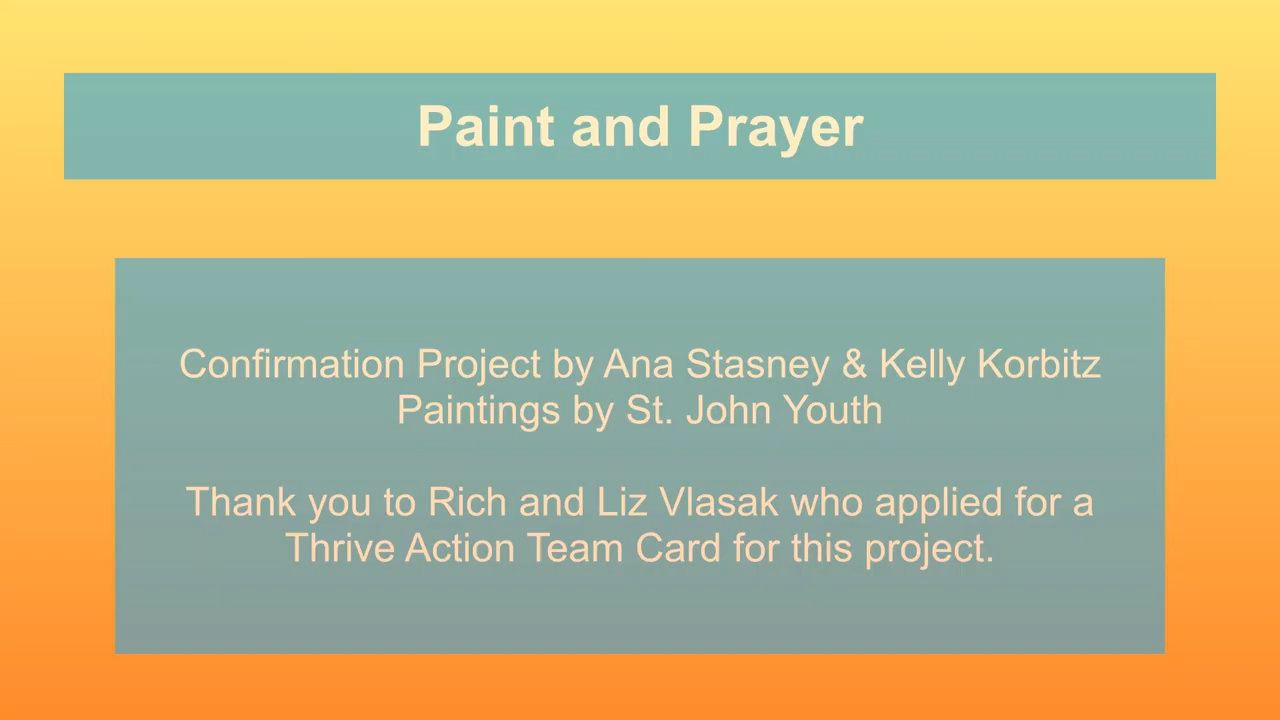 Paint and Prayer
Confirmation Project by Ana Stasney & Kelly Korbitz
Paintings by St. John Youth
Thank you to Rich and Liz Vlasak who applied for a
Thrive Action Team Card for this project.